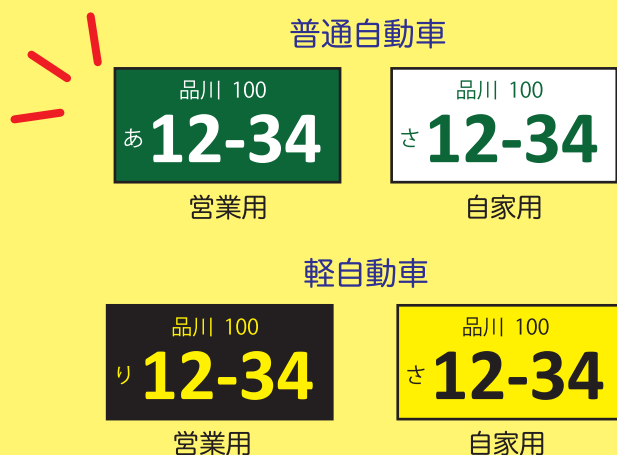 普通自動車
品川 100
あ 12-34
営業用
品川 100
さ 12-34
自家用
軽自動車
品川 100
り 12-34
営業用
品川 100
さ 12-34
自家用